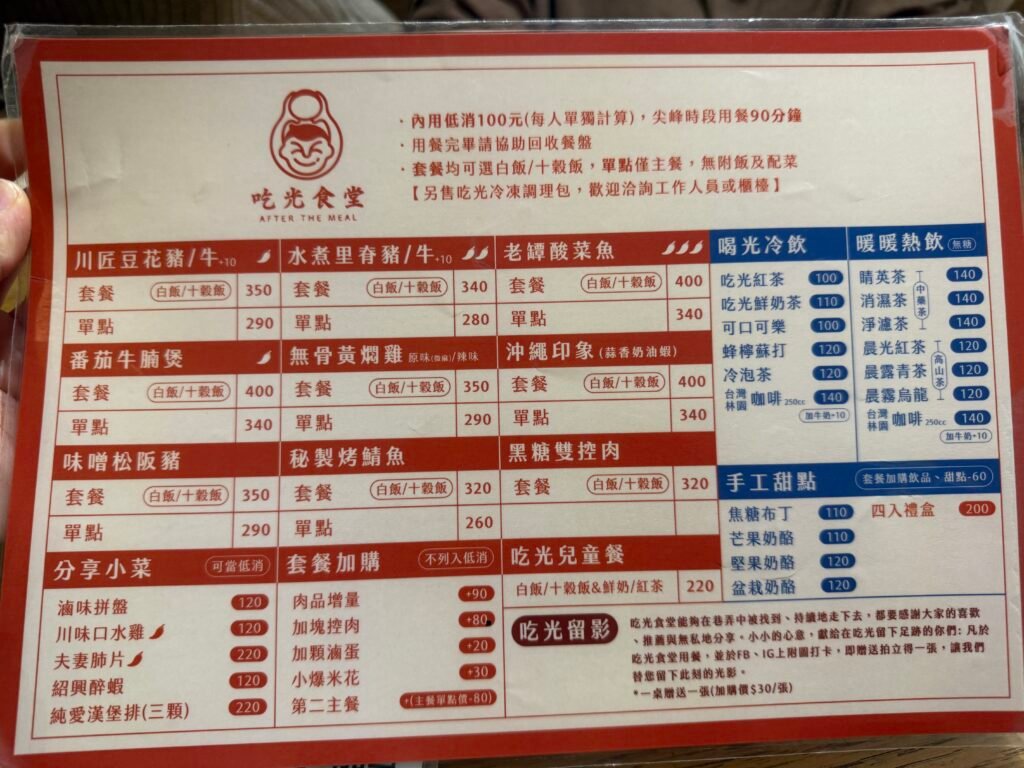 吃光食堂
AFTER THE MEAL
·內用低消100元(每人單獨計算)，尖峰時段用餐90分鐘
·用餐完畢請協助回收餐盤
·套餐均可選白飯/十穀飯，單點僅主餐，無附飯及配菜
【另售吃光冷凍調理包，歡迎洽詢工作人員或櫃檯】
川匠豆花豬/牛+10
套餐 白飯/十穀飯 350
單點 290
水煮里脊豬/牛+10
套餐 白飯/十穀飯 340
單點 280
老罈酸菜魚
套餐 白飯/十穀飯 400
單點 340
番茄牛腩煲
套餐 白飯/十穀飯 400
單點 340
無骨黃燜雞 原味(微麻)/辣味
套餐 白飯/十穀飯 350
單點 290
沖繩印象 (蒜香奶油蝦)
套餐 白飯/十穀飯 400
單點 340
味噌松阪豬
套餐 白飯/十穀飯 350
單點 290
秘製烤鯖魚
套餐 白飯/十穀飯 320
單點 260
黑糖雙控肉
套餐 白飯/十穀飯 320
分享小菜 可當低消
滷味拼盤 120
川味口水雞 120
夫妻肺片 220
紹興醉蝦 120
純愛漢堡排(三顆) 220
套餐加購 不列入低消
肉品增量 +90
加塊控肉 +80
加顆滷蛋 +20
小爆米花 +30
第二主餐 +(主餐單點價-80)
吃光兒童餐
白飯/十穀飯&鮮奶/紅茶 220
喝光冷飲
吃光紅茶 100
吃光鮮奶茶 110
可口可樂 100
蜂檸蘇打 120
冷泡茶 120
台灣林園 咖啡 250cc 140
加牛奶+10
暖暖熱飲 無糖
睛英茶 140
消濕茶 140
淨濾茶 140
中藥茶
晨光紅茶 120
晨露青茶 120
晨霧烏龍 120
高山茶
台灣林園 咖啡 250cc 140
加牛奶+10
手工甜點 套餐加購飲品、甜點-60
焦糖布丁 110
芒果奶酪 110
堅果奶酪 120
盆栽奶酪 120
四入禮盒 200
吃光留影
吃光食堂能夠在巷弄中被找到、持續地走下去，都要感謝大家的喜歡
、推薦與無私地分享。小小的心意，獻給在吃光留下足跡的你們: 凡於
吃光食堂用餐，並於FB、IG上附圖打卡，即贈送拍立得一張，讓我們
替您留下此刻的光影。
*一桌贈送一張(加購價$30/張)